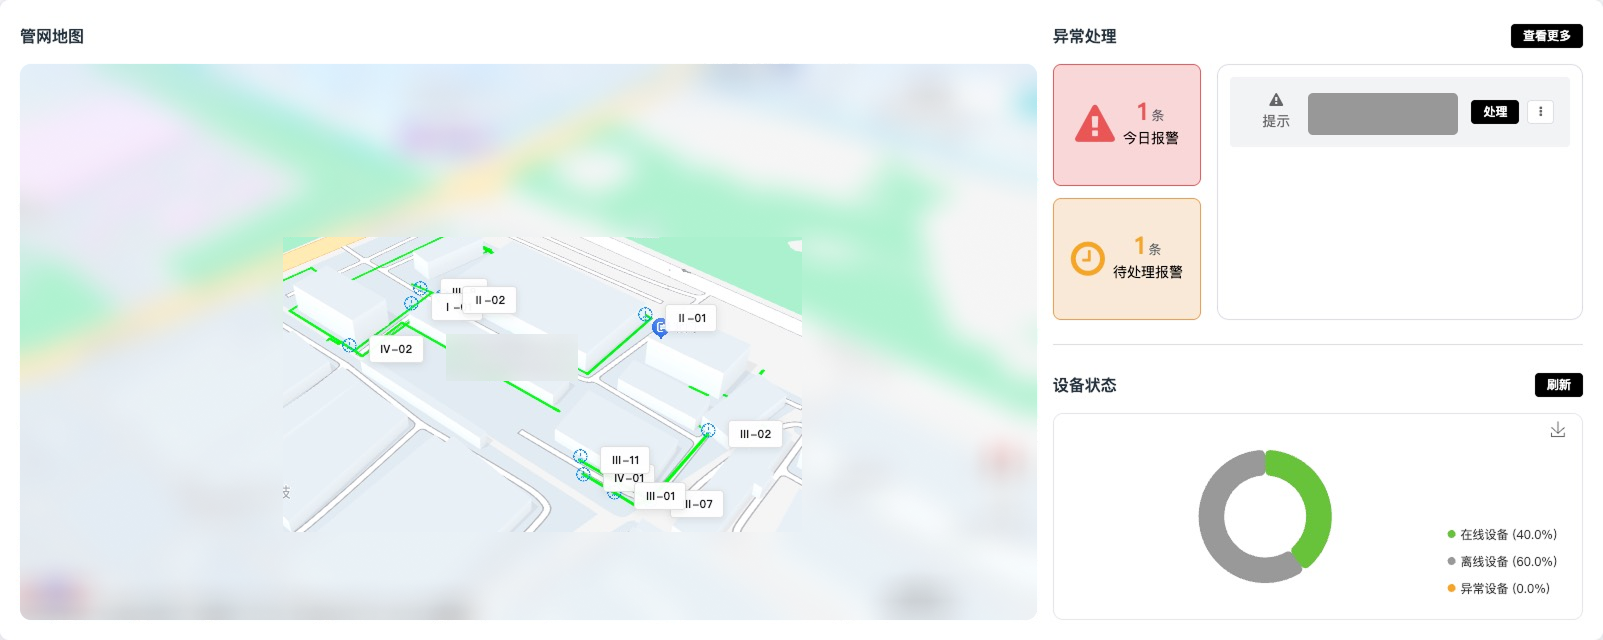 管网地图
II-02
II-01
IV-02
III-02
III-11
IV-01
III-01
II-07
技
异常处理
查看更多
1条
今日报警
提示
处理
1条
待处理报警
设备状态
刷新
在线设备 (40.0%)
离线设备 (60.0%)
异常设备 (0.0%)